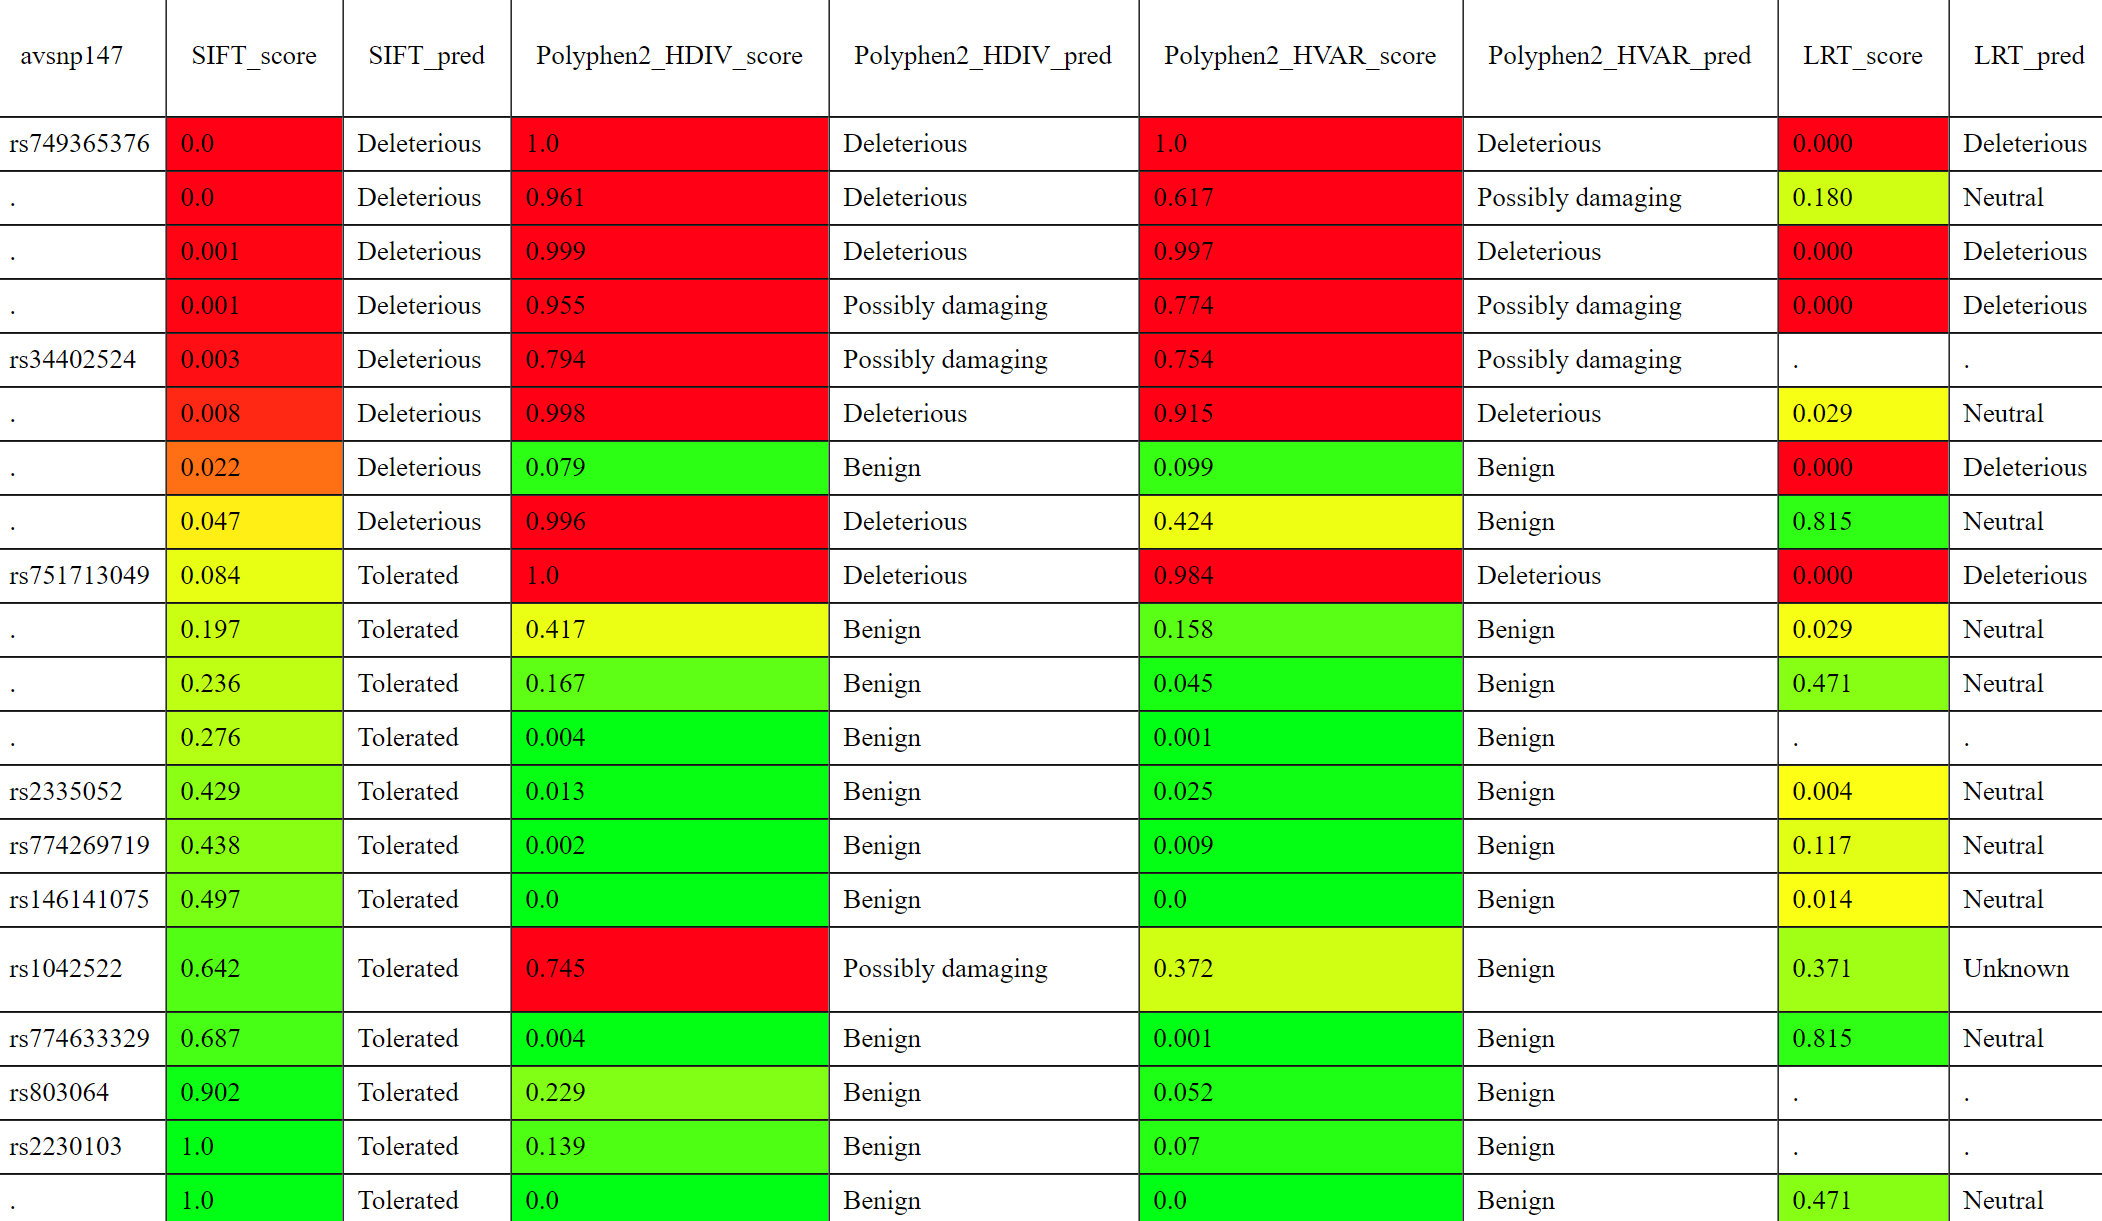 avsnp147 SIFT_score SIFT_pred Polyphen2_HDIV_score Polyphen2_HDIV_pred Polyphen2_HVAR_score Polyphen2_HVAR_pred LRT_score LRT_pred
rs749365376 0.0 Deleterious 1.0 Deleterious 1.0 Deleterious 0.000 Deleterious
. 0.0 Deleterious 0.961 Deleterious 0.617 Possibly damaging 0.180 Neutral
. 0.001 Deleterious 0.999 Deleterious 0.997 Deleterious 0.000 Deleterious
. 0.001 Deleterious 0.955 Possibly damaging 0.774 Possibly damaging 0.000 Deleterious
rs34402524 0.003 Deleterious 0.794 Possibly damaging 0.754 Possibly damaging . .
. 0.008 Deleterious 0.998 Deleterious 0.915 Deleterious 0.029 Neutral
. 0.022 Deleterious 0.079 Benign 0.099 Benign 0.000 Deleterious
. 0.047 Deleterious 0.996 Deleterious 0.424 Benign 0.815 Neutral
rs751713049 0.084 Tolerated 1.0 Deleterious 0.984 Deleterious 0.000 Deleterious
. 0.197 Tolerated 0.417 Benign 0.158 Benign 0.029 Neutral
. 0.236 Tolerated 0.167 Benign 0.045 Benign 0.471 Neutral
. 0.276 Tolerated 0.004 Benign 0.001 Benign . .
rs2335052 0.429 Tolerated 0.013 Benign 0.025 Benign 0.004 Neutral
rs774269719 0.438 Tolerated 0.002 Benign 0.009 Benign 0.117 Neutral
rs146141075 0.497 Tolerated 0.0 Benign 0.0 Benign 0.014 Neutral
rs1042522 0.642 Tolerated 0.745 Possibly damaging 0.372 Benign 0.371 Unknown
rs774633329 0.687 Tolerated 0.004 Benign 0.001 Benign 0.815 Neutral
rs803064 0.902 Tolerated 0.229 Benign 0.052 Benign . .
rs2230103 1.0 Tolerated 0.139 Benign 0.07 Benign . .
. 1.0 Tolerated 0.0 Benign 0.0 Benign 0.471 Neutral